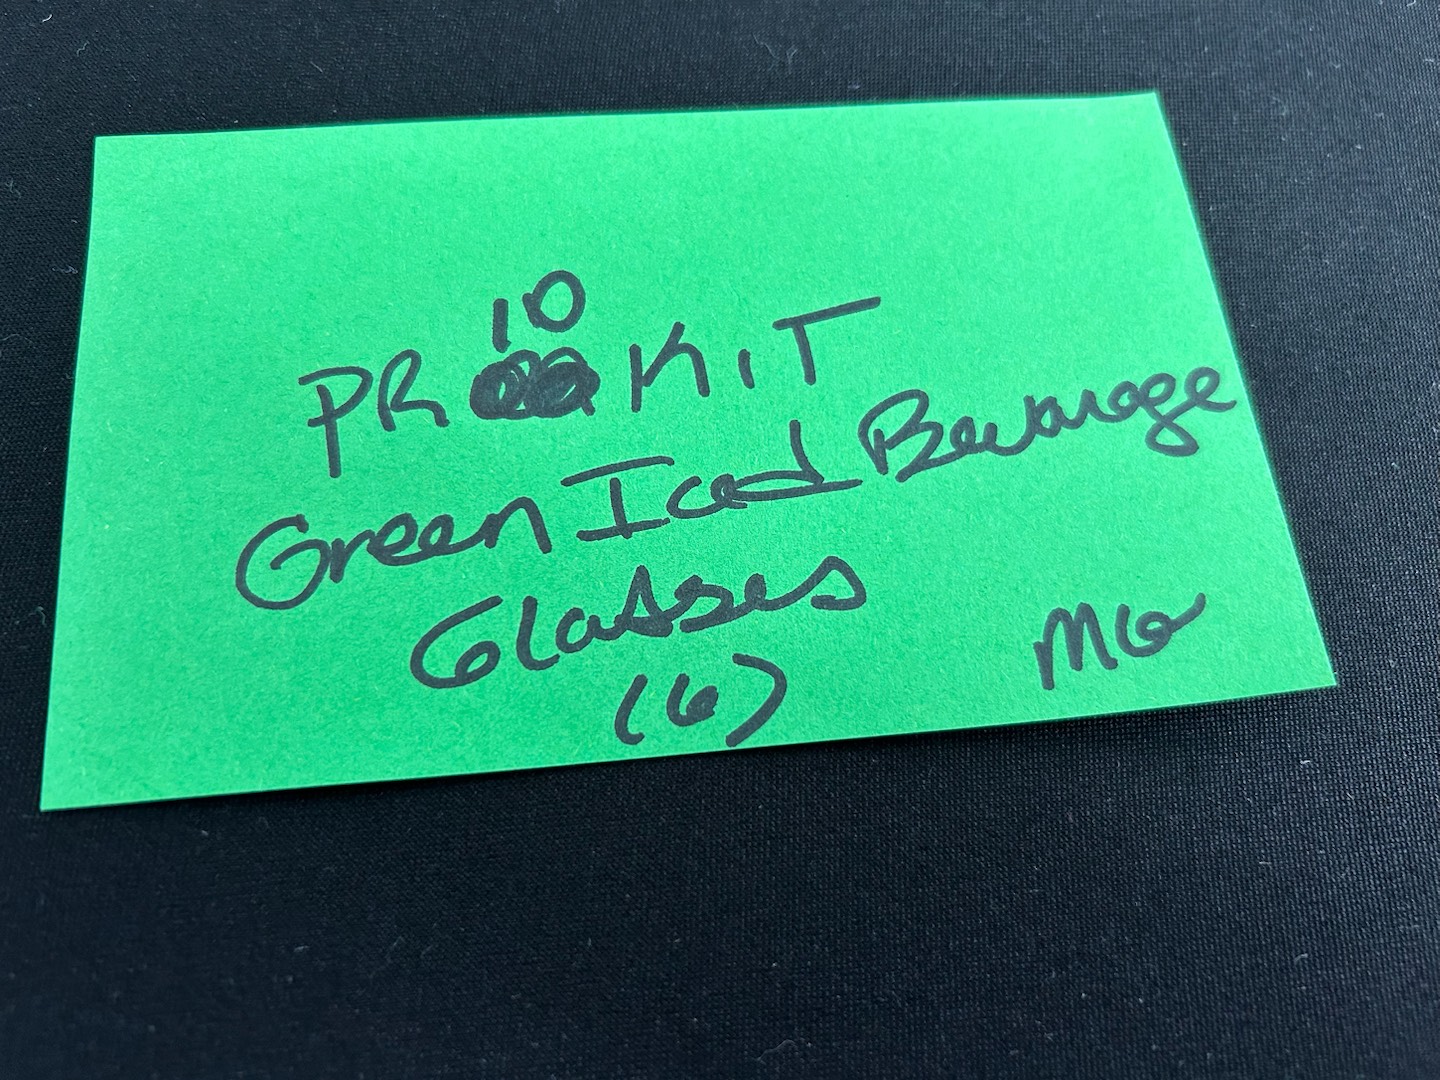 10
PR KIT
Green Iced Beverage
Glasses
(6)
MG